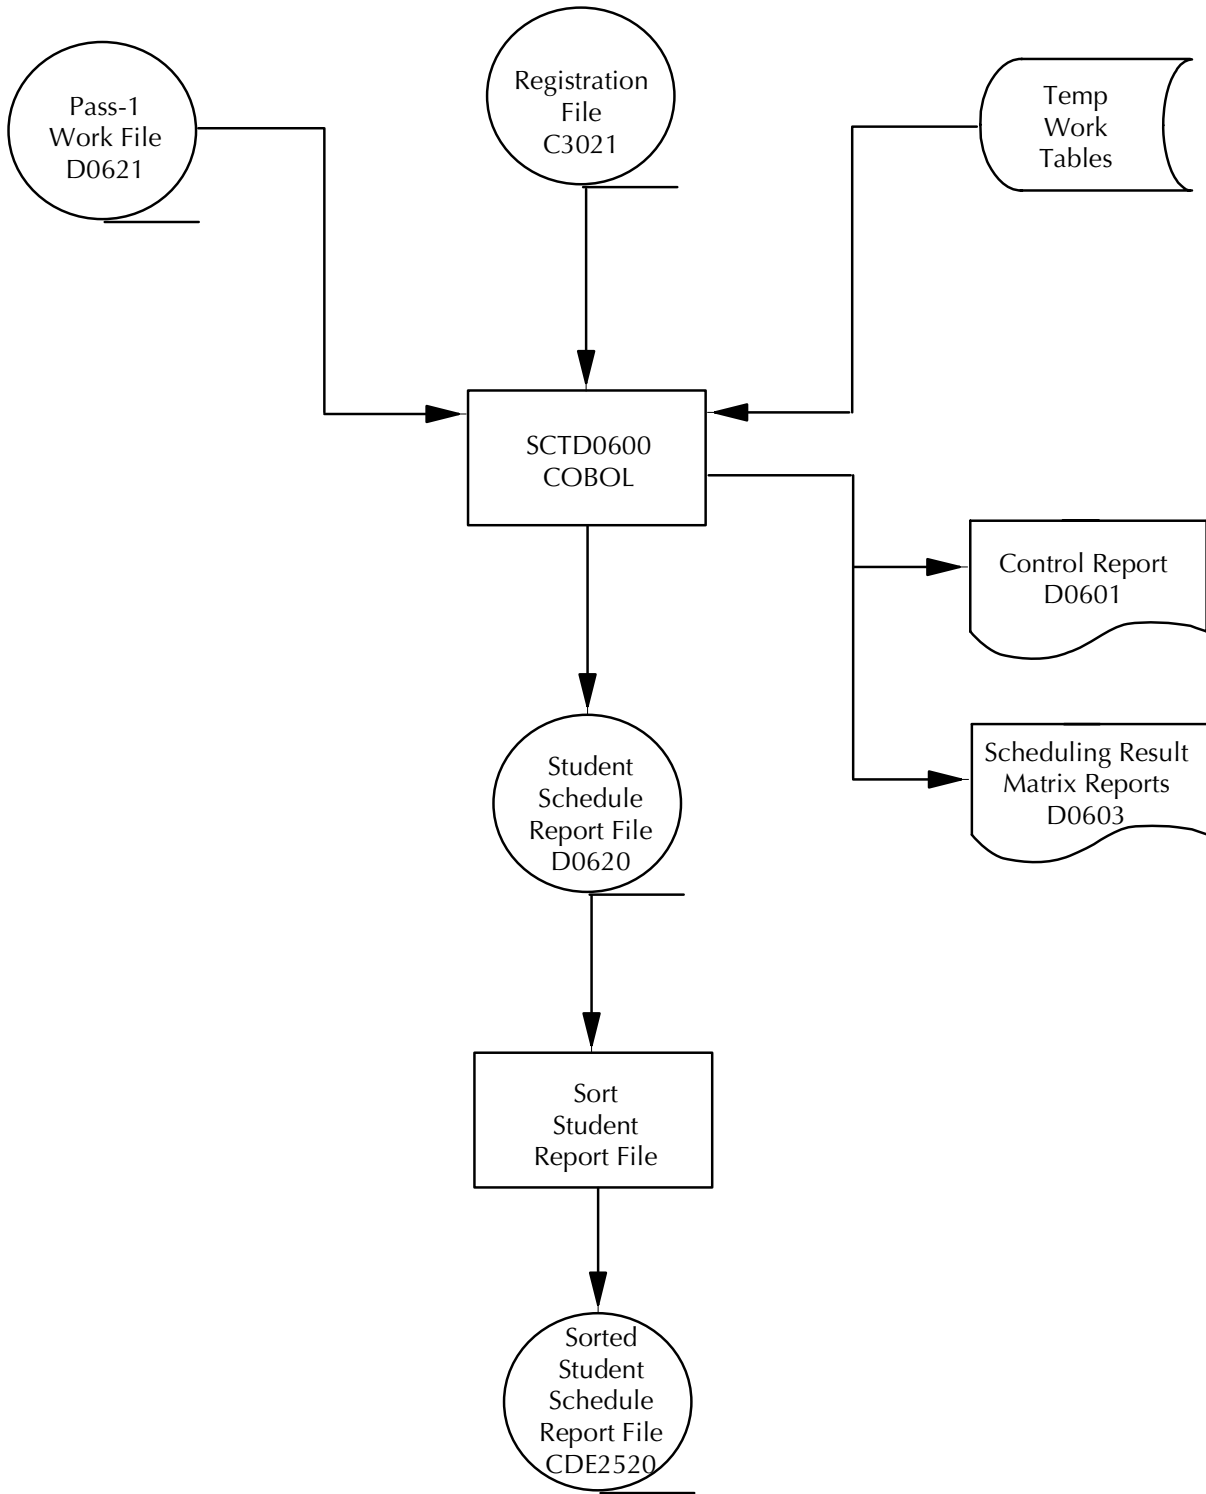 Pass-1
Work File
D0621
Registration
File
C3021
Temp
Work
Tables
SCTD0600
COBOL
Control Report
D0601
Scheduling Result
Matrix Reports
D0603
Student
Schedule
Report File
D0620
Sort
Student
Report File
Sorted
Student
Schedule
Report File
CDE2520